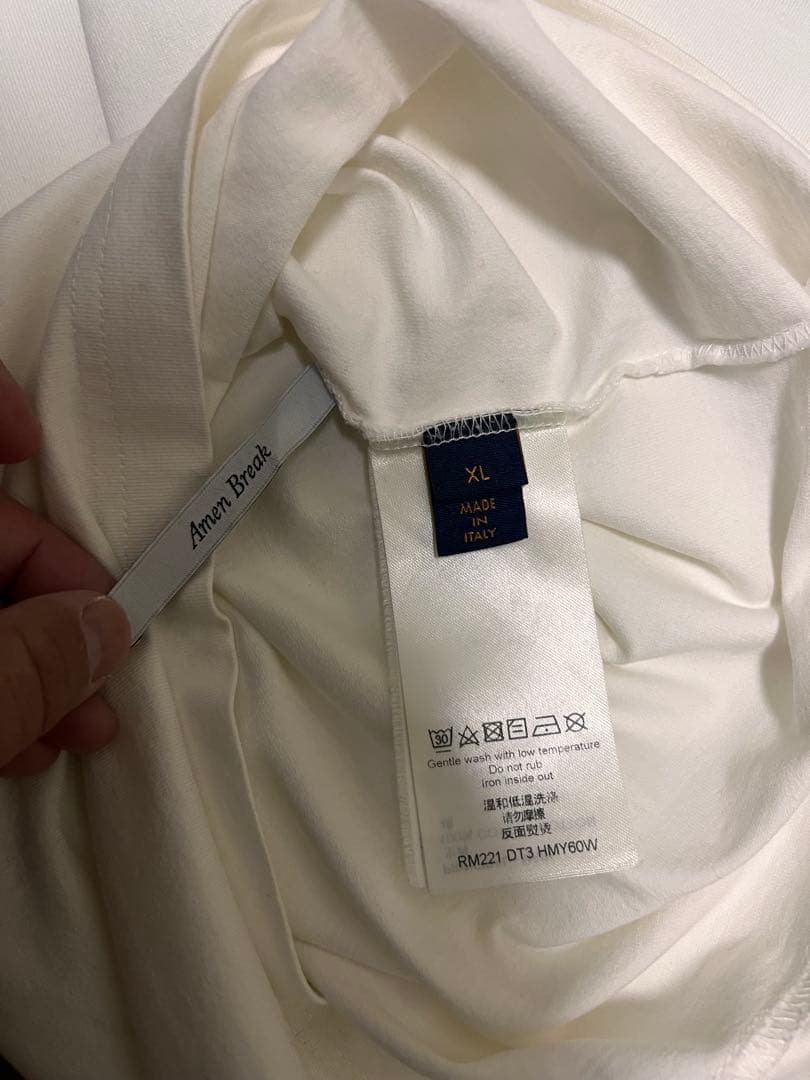 Amen Break
XL
MADE
IN
ITALY
30
Gentle wash with low temperature
Do not rub
Iron inside out
温和低温洗涤
请勿摩擦
反面熨烫
RM221 DT3 HMY60W